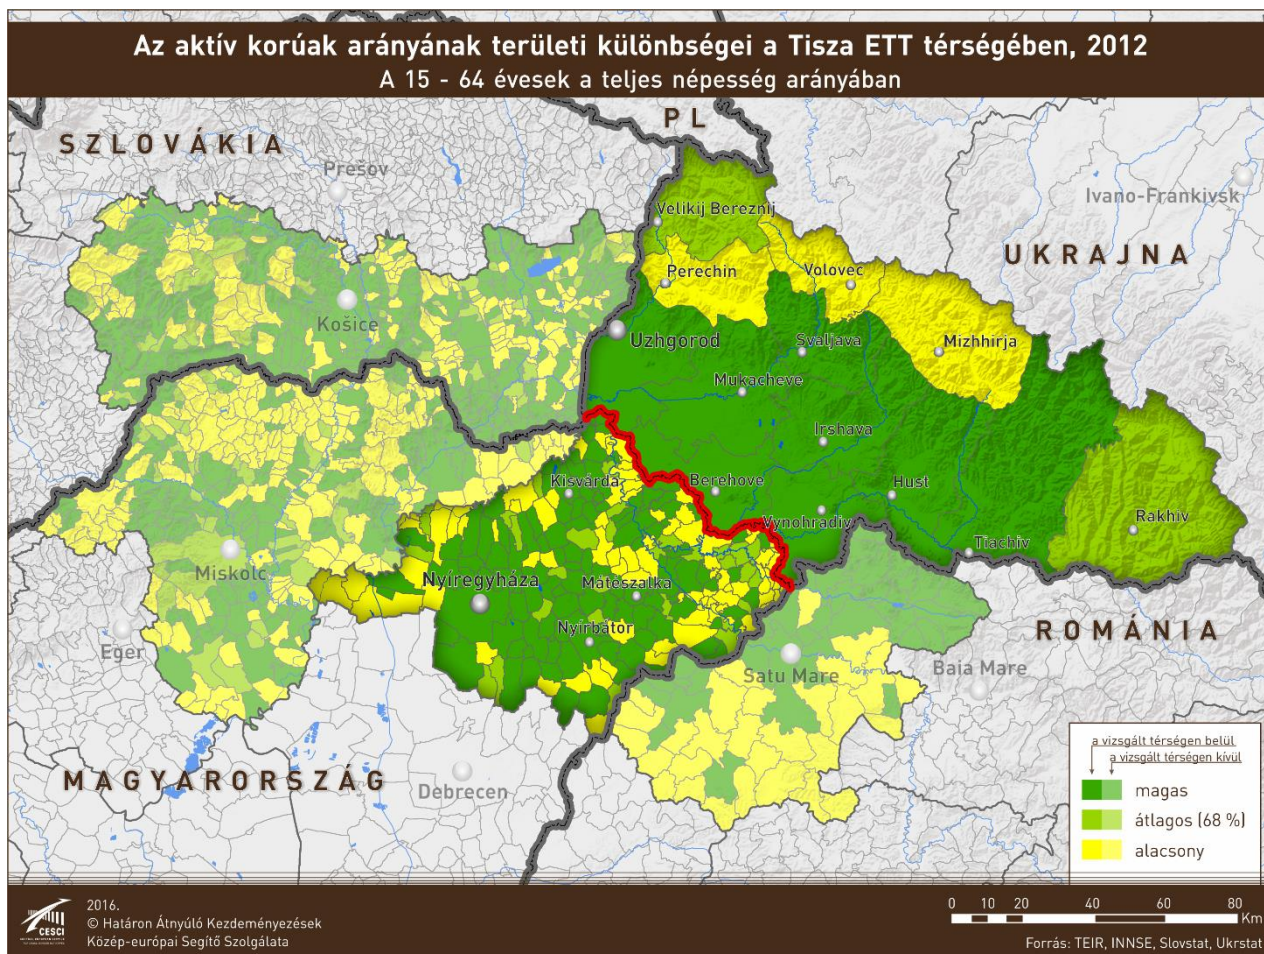 Az aktív korúak arányának területi különbségei a Tisza ETT térségében, 2012
A 15 - 64 évesek a teljes népesség arányában
PL
SZLOVÁKIA
Prešov
Ivano-Frankivsk
Velikij Bereznij
UKRAJNA
Perechin
Volovec
Košice
Uzhgorod
Svaljava
Mizhhirja
Mukacheve
Irshava
Kisvárda
Berehove
Hust
Vynohradiv
Rakhiv
Tiachiv
Miskolc
Nyíregyháza
Mátészalka
Nyírbátor
ROMÁNIA
Eger
Satu Mare
Baia Mare
MAGYARORSZÁG
Debrecen
a vizsgált térségen belül
a vizsgált térségen kívül
magas
átlagos (68 %)
alacsony
CESCI
2016.
© Határon Átnyúló Kezdeményezések
Közép-európai Segítő Szolgálata
0 10 20 40 60 80
Km
Forrás: TEIR, INNSE, Slovstat, Ukrstat